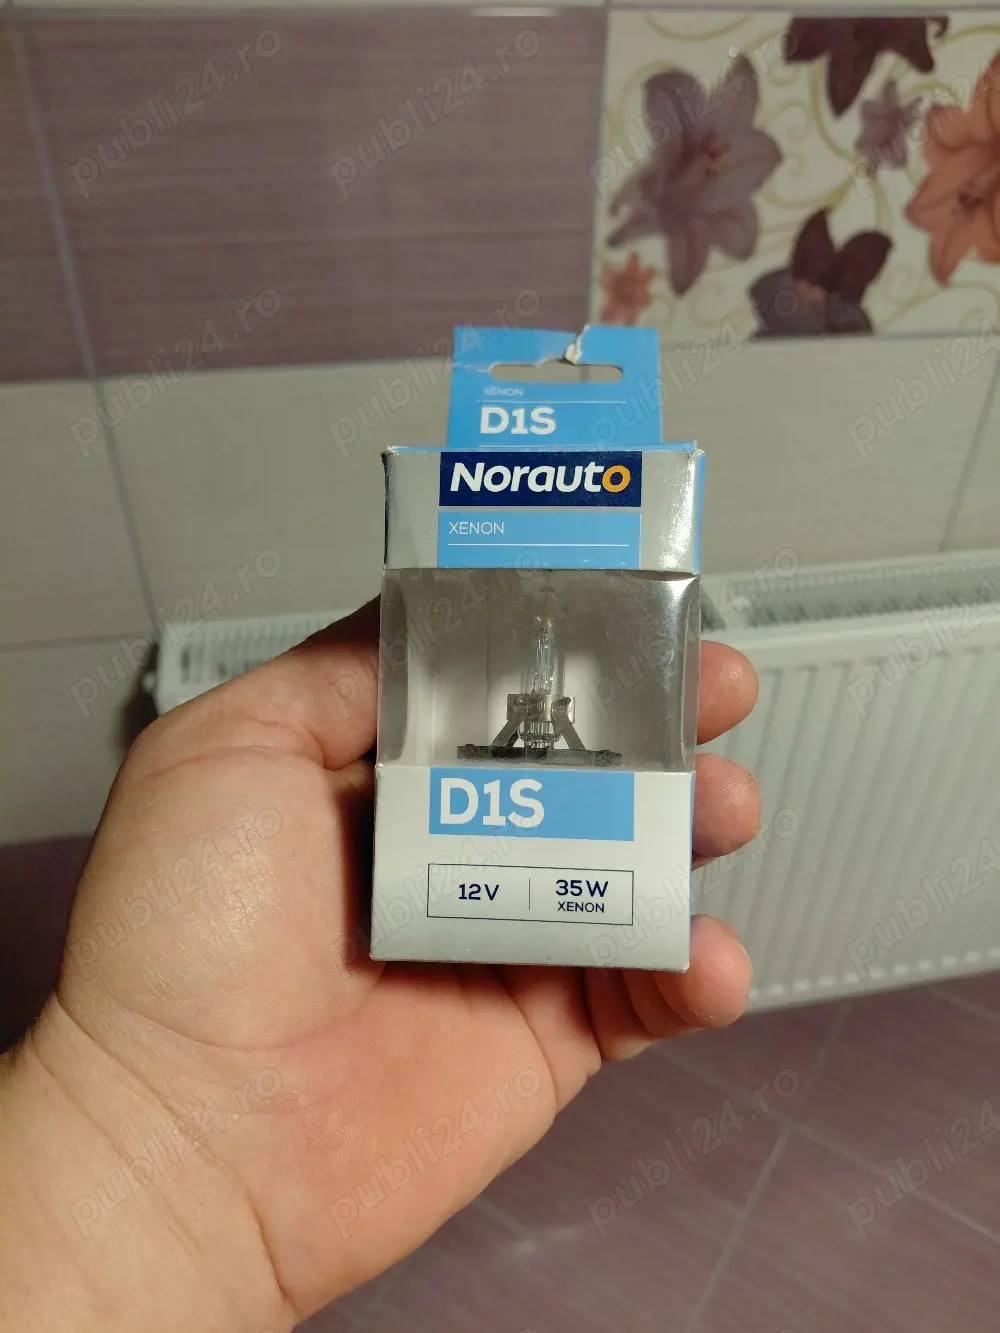 XENON
D1S
Norauto
XENON
D1S
12V
35W
XENON
publi24.ro